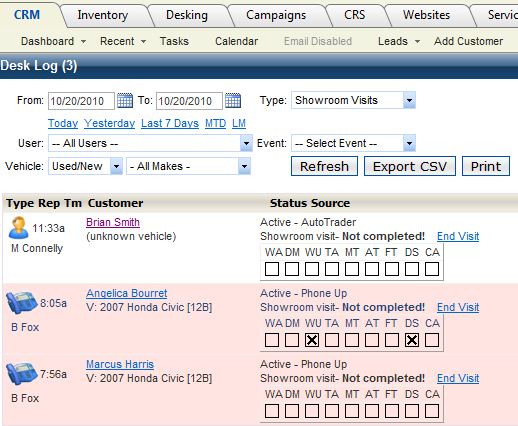 CRM Inventory Desking Campaigns CRS Websites Servic
Dashboard Recent Tasks Calendar Email Disabled Leads Add Customer
Desk Log (3)
From: 10/20/2010 To: 10/20/2010 Type: Showroom Visits
Today Yesterday Last 7 Days MTD LM
User: -- All Users -- Event: -- Select Event --
Vehicle: Used/New - All Makes - Refresh Export CSV Print
Type Rep Tm Customer Status Source
11:33a Brian Smith Active - AutoTrader
(unknown vehicle) Showroom visit- Not completed! End Visit
M Connelly
WA DM WU TA MT AT FT DS CA
8:05a Angelica Bourret Active - Phone Up
V: 2007 Honda Civic [12B] Showroom visit- Not completed! End Visit
B Fox
WA DM WU TA MT AT FT DS CA
7:56a Marcus Harris Active - Phone Up
V: 2007 Honda Civic [12B] Showroom visit- Not completed! End Visit
B Fox
WA DM WU TA MT AT FT DS CA